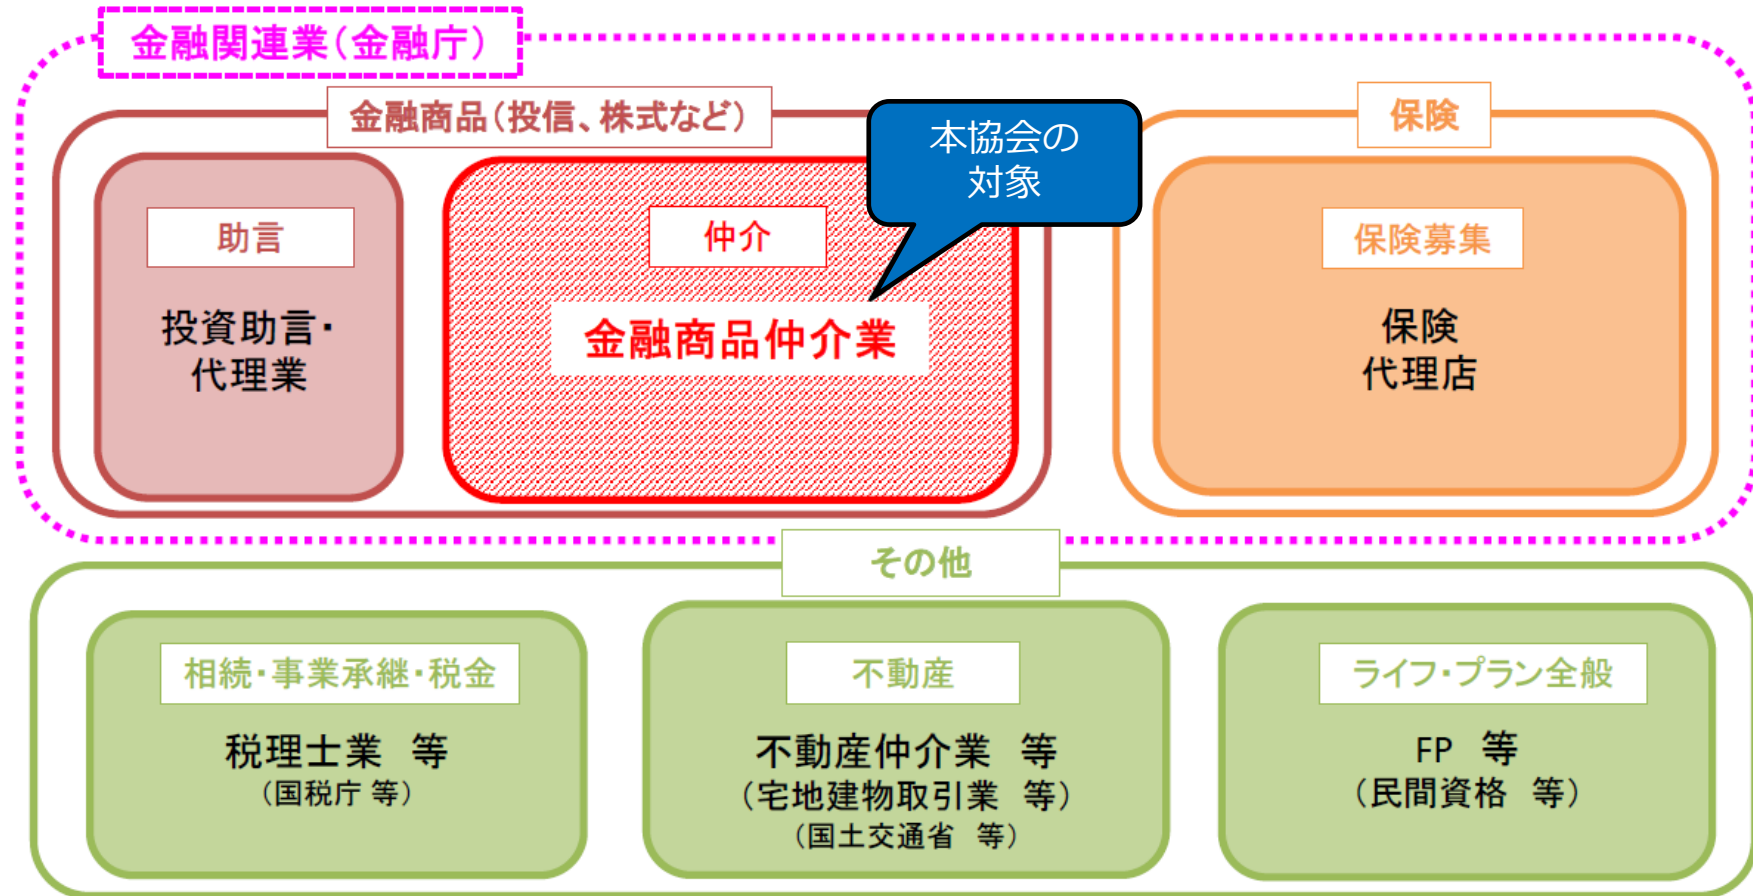 金融関連業(金融庁)
金融商品(投信、株式など)
本協会の
対象
保険
助言
投資助言・
代理業
仲介
金融商品仲介業
保険募集
保険
代理店
その他
相続・事業承継・税金
税理士業 等
(国税庁 等)
不動産
不動産仲介業 等
(宅地建物取引業 等)
(国土交通省 等)
ライフ・プラン全般
FP 等
(民間資格 等)